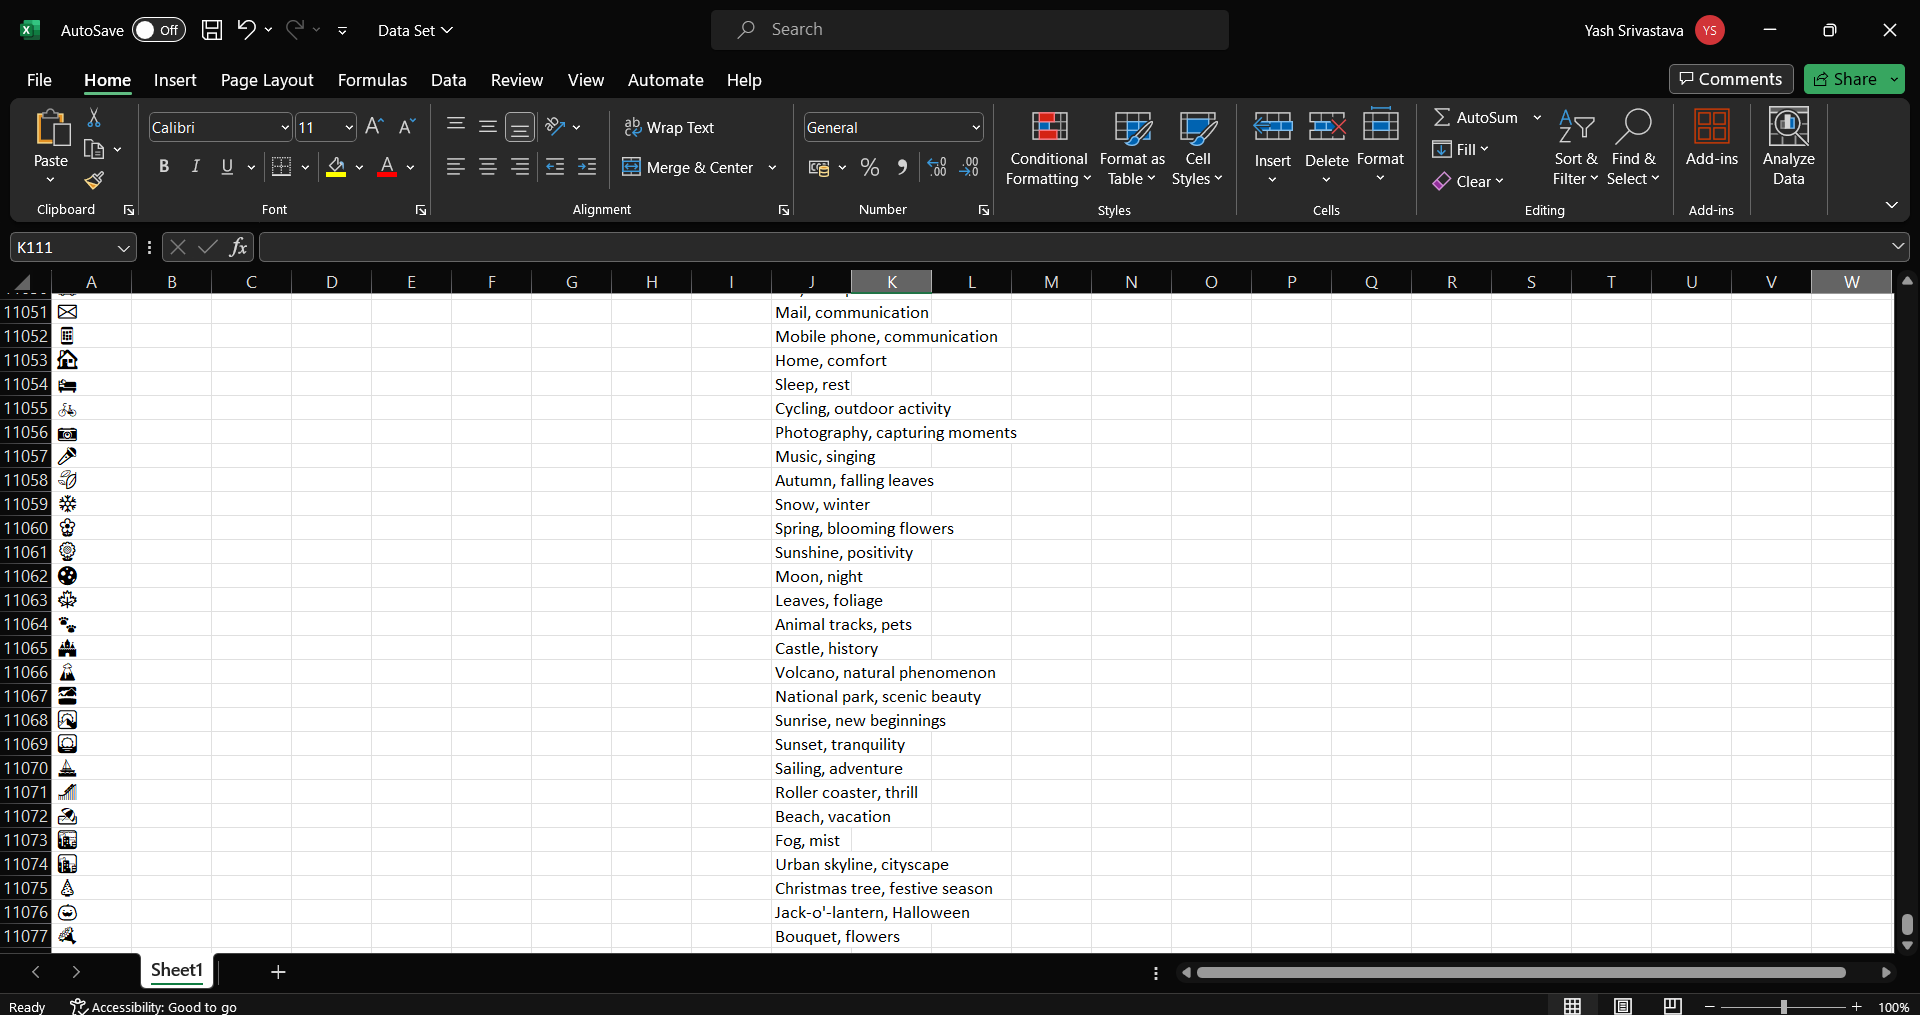 AutoSave Off Data Set Search Yash Srivastava YS
File Home Insert Page Layout Formulas Data Review View Automate Help Comments Share
Paste
Clipboard
Calibri 11
B I U A
Font
Wrap Text
Merge & Center
Alignment
General
%
Number
Conditional Formatting
Format as Table
Cell Styles
Styles
Insert Delete Format
Cells
AutoSum
Fill
Clear
Sort & Filter
Find & Select
Editing
Add-ins
Add-ins
Analyze Data
K111 fx
A B C D E F G H I J K L M N O P Q R S T U V W
11051 Mail, communication
11052 Mobile phone, communication
11053 Home, comfort
11054 Sleep, rest
11055 Cycling, outdoor activity
11056 Photography, capturing moments
11057 Music, singing
11058 Autumn, falling leaves
11059 Snow, winter
11060 Spring, blooming flowers
11061 Sunshine, positivity
11062 Moon, night
11063 Leaves, foliage
11064 Animal tracks, pets
11065 Castle, history
11066 Volcano, natural phenomenon
11067 National park, scenic beauty
11068 Sunrise, new beginnings
11069 Sunset, tranquility
11070 Sailing, adventure
11071 Roller coaster, thrill
11072 Beach, vacation
11073 Fog, mist
11074 Urban skyline, cityscape
11075 Christmas tree, festive season
11076 Jack-o'-lantern, Halloween
11077 Bouquet, flowers
Sheet1
Ready Accessibility: Good to go 100%